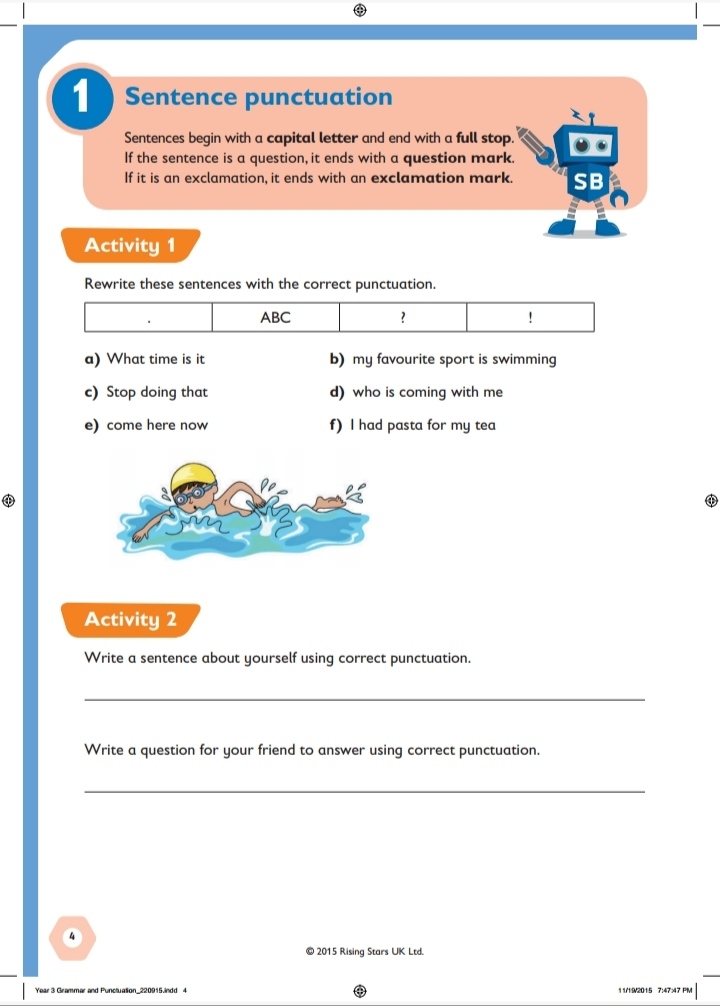 1
Sentence punctuation
Sentences begin with a capital letter and end with a full stop.
If the sentence is a question, it ends with a question mark.
If it is an exclamation, it ends with an exclamation mark.
SB
Activity 1
Rewrite these sentences with the correct punctuation.
. ABC ? !
a) What time is it b) my favourite sport is swimming
c) Stop doing that d) who is coming with me
e) come here now f) I had pasta for my tea
Activity 2
Write a sentence about yourself using correct punctuation.
Write a question for your friend to answer using correct punctuation.
4
© 2015 Rising Stars UK Ltd.
Year 3 Grammar and Punctuation_220915.indd 4 11/19/2015 7:47:47 PM